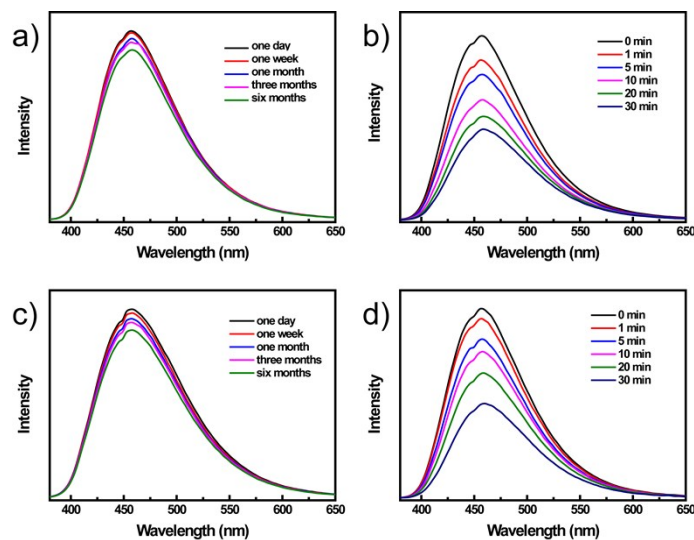 a)
one day
one week
one month
three months
six months
Intensity
400 450 500 550 600 650
Wavelength (nm)
b)
0 min
1 min
5 min
10 min
20 min
30 min
Intensity
400 450 500 550 600 650
Wavelength (nm)
c)
one day
one week
one month
three months
six months
Intensity
400 450 500 550 600 650
Wavelength (nm)
d)
0 min
1 min
5 min
10 min
20 min
30 min
Intensity
400 450 500 550 600 650
Wavelength (nm)